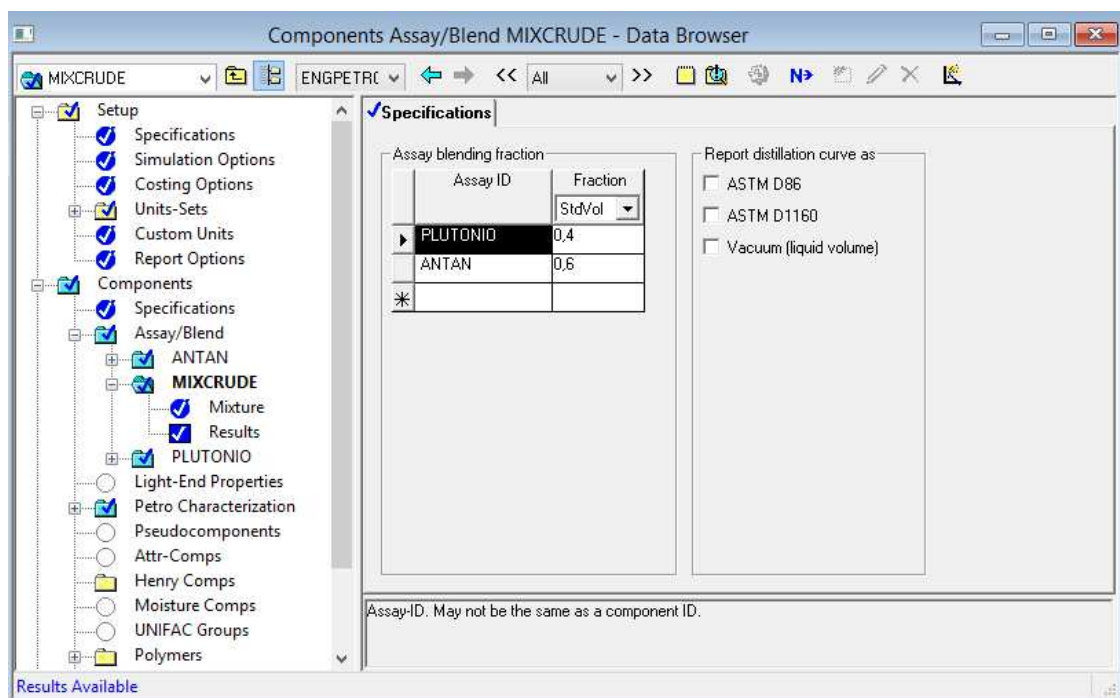 Components Assay/Blend MIXCRUDE - Data Browser
MIXCRUDE ENGPETRC << All >> N>
Setup
Specifications
Simulation Options
Costing Options
Units-Sets
Custom Units
Report Options
Components
Specifications
Assay/Blend
ANTAN
MIXCRUDE
Mixture
Results
PLUTONIO
Light-End Properties
Petro Characterization
Pseudocomponents
Attr-Comps
Henry Comps
Moisture Comps
UNIFAC Groups
Polymers
Specifications
Assay blending fraction
Assay ID Fraction
StdVol
PLUTONIO 0,4
ANTAN 0,6
Report distillation curve as
ASTM D86
ASTM D1160
Vacuum (liquid volume)
Assay-ID. May not be the same as a component ID.
Results Available